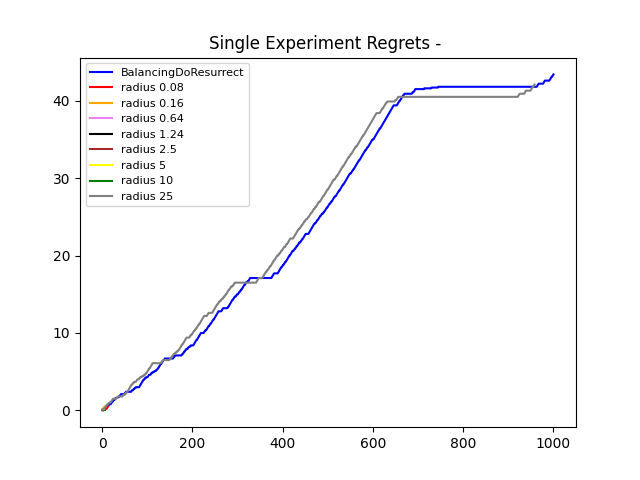 Single Experiment Regrets -
BalancingDoResurrect
radius 0.08
radius 0.16
radius 0.64
radius 1.24
radius 2.5
radius 5
radius 10
radius 25
40
30
20
10
0
0 200 400 600 800 1000